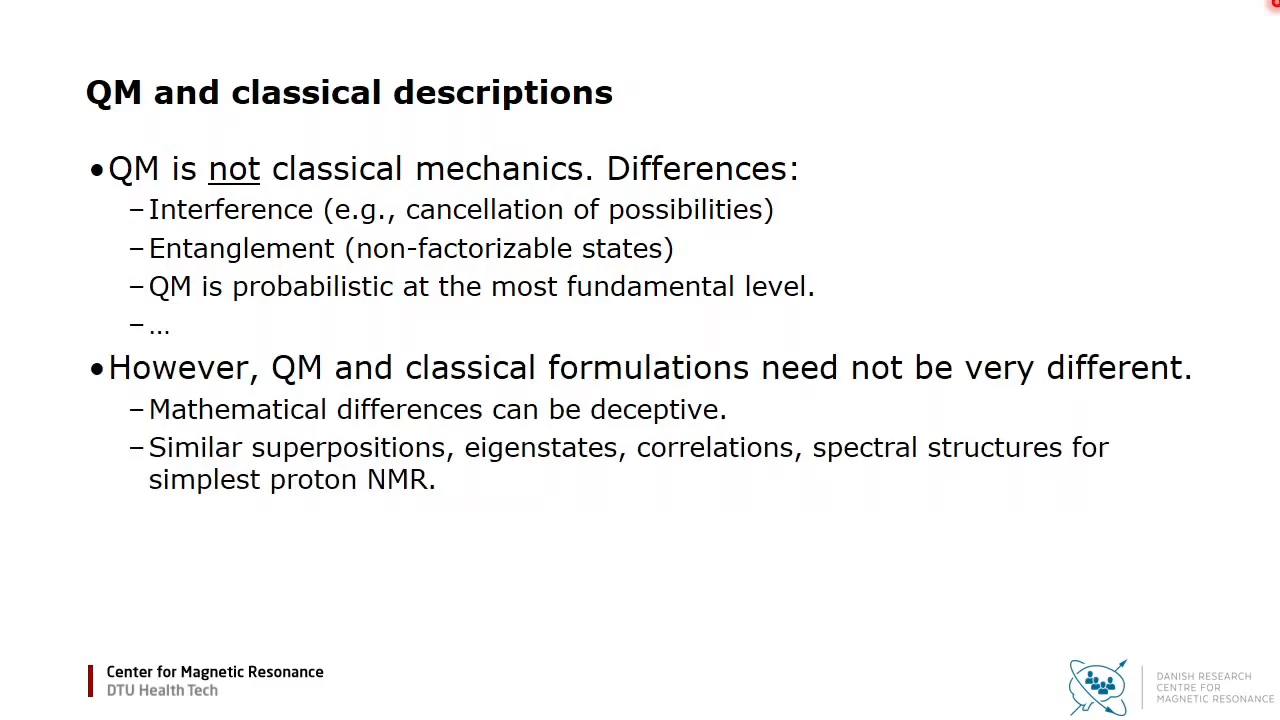 QM and classical descriptions
•QM is not classical mechanics. Differences:
–Interference (e.g., cancellation of possibilities)
–Entanglement (non-factorizable states)
–QM is probabilistic at the most fundamental level.
–…
•However, QM and classical formulations need not be very different.
–Mathematical differences can be deceptive.
–Similar superpositions, eigenstates, correlations, spectral structures for
simplest proton NMR.
Center for Magnetic Resonance
DTU Health Tech
DANISH RESEARCH
CENTRE FOR
MAGNETIC RESONANCE